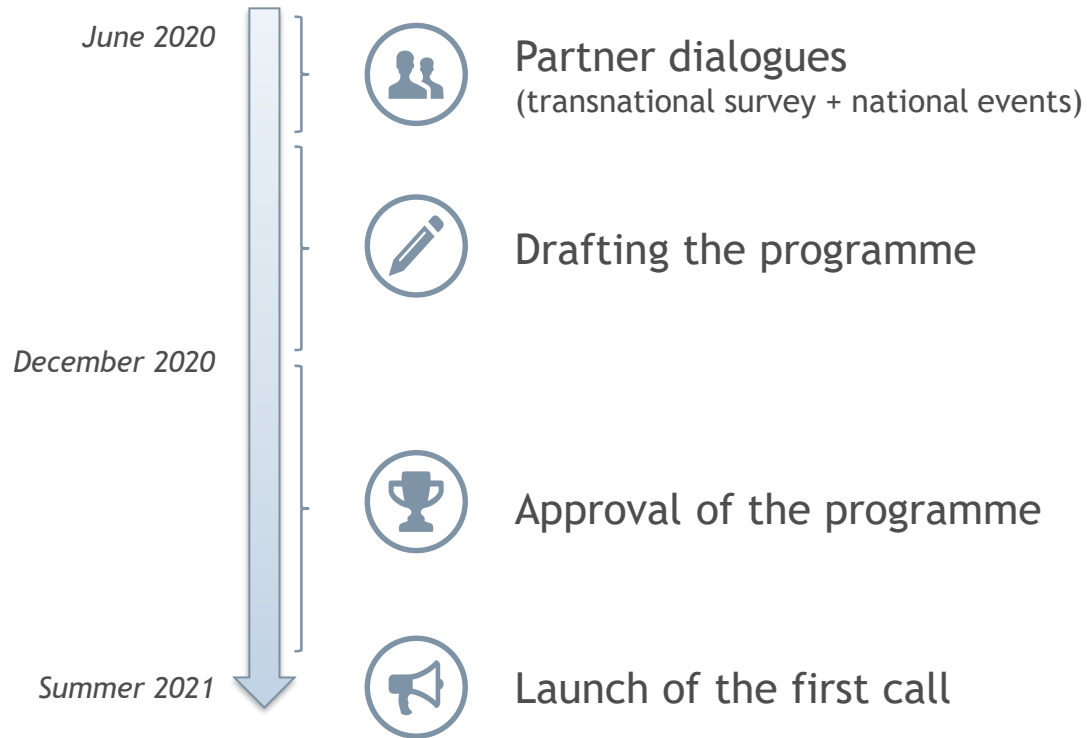 June 2020
Partner dialogues
(transnational survey + national events)
Drafting the programme
December 2020
Approval of the programme
Summer 2021
Launch of the first call